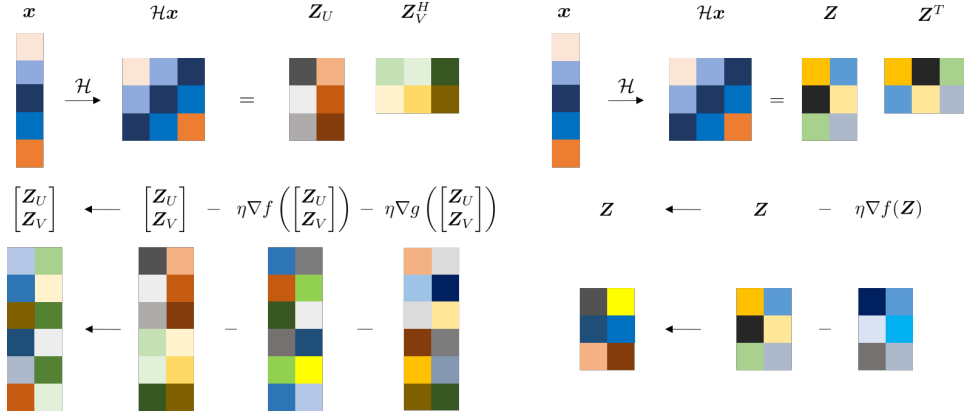 x ℋx Z_U Z_V^H x ℋx Z Z^T
ℋ = ℋ =
[Z_U Z_V] ← [Z_U Z_V] − η∇f([Z_U Z_V]) − η∇g([Z_U Z_V]) Z ← Z − η∇f(Z)
← − − ← −